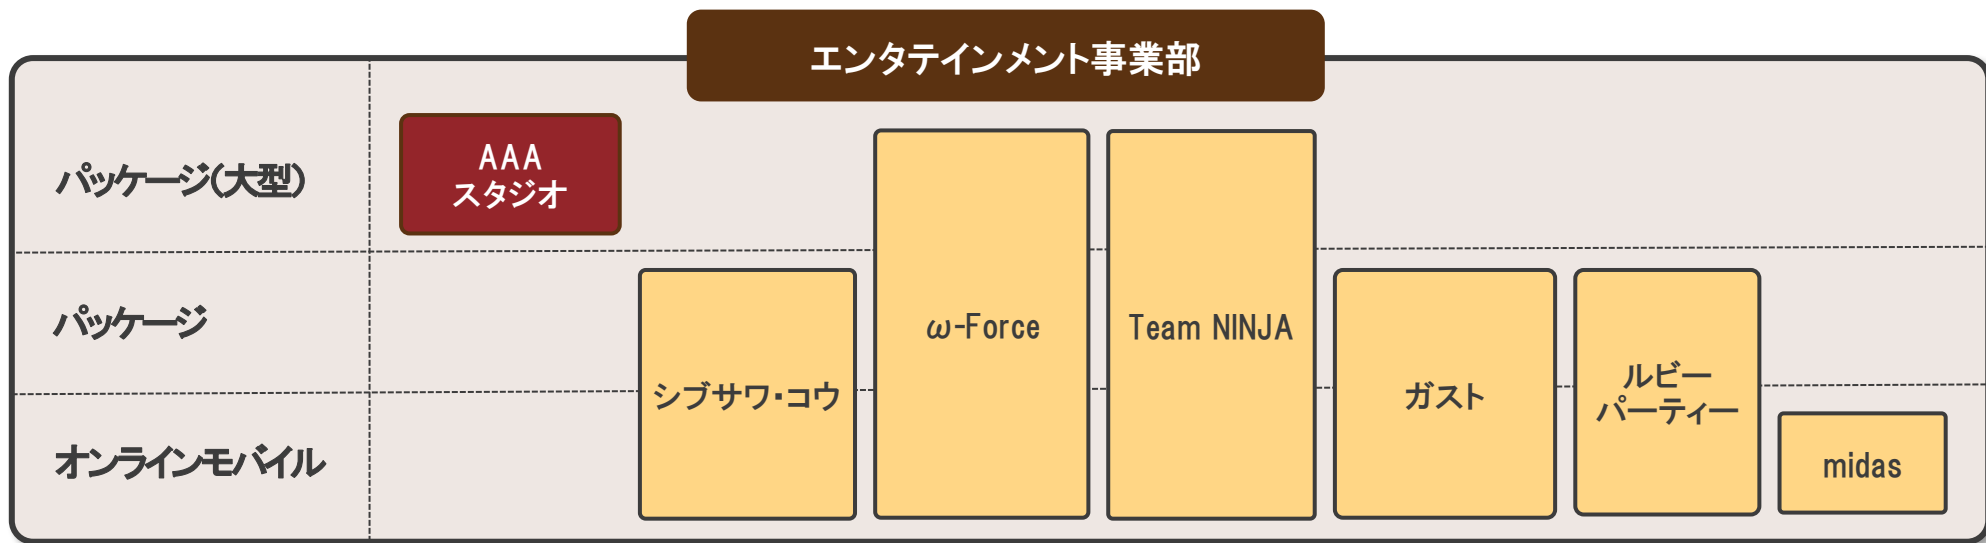 エンタテインメント事業部
パッケージ(大型)
AAA
スタジオ
パッケージ
オンラインモバイル
シブサワ・コウ
ω-Force
Team NINJA
ガスト
ルビー
パーティー
midas